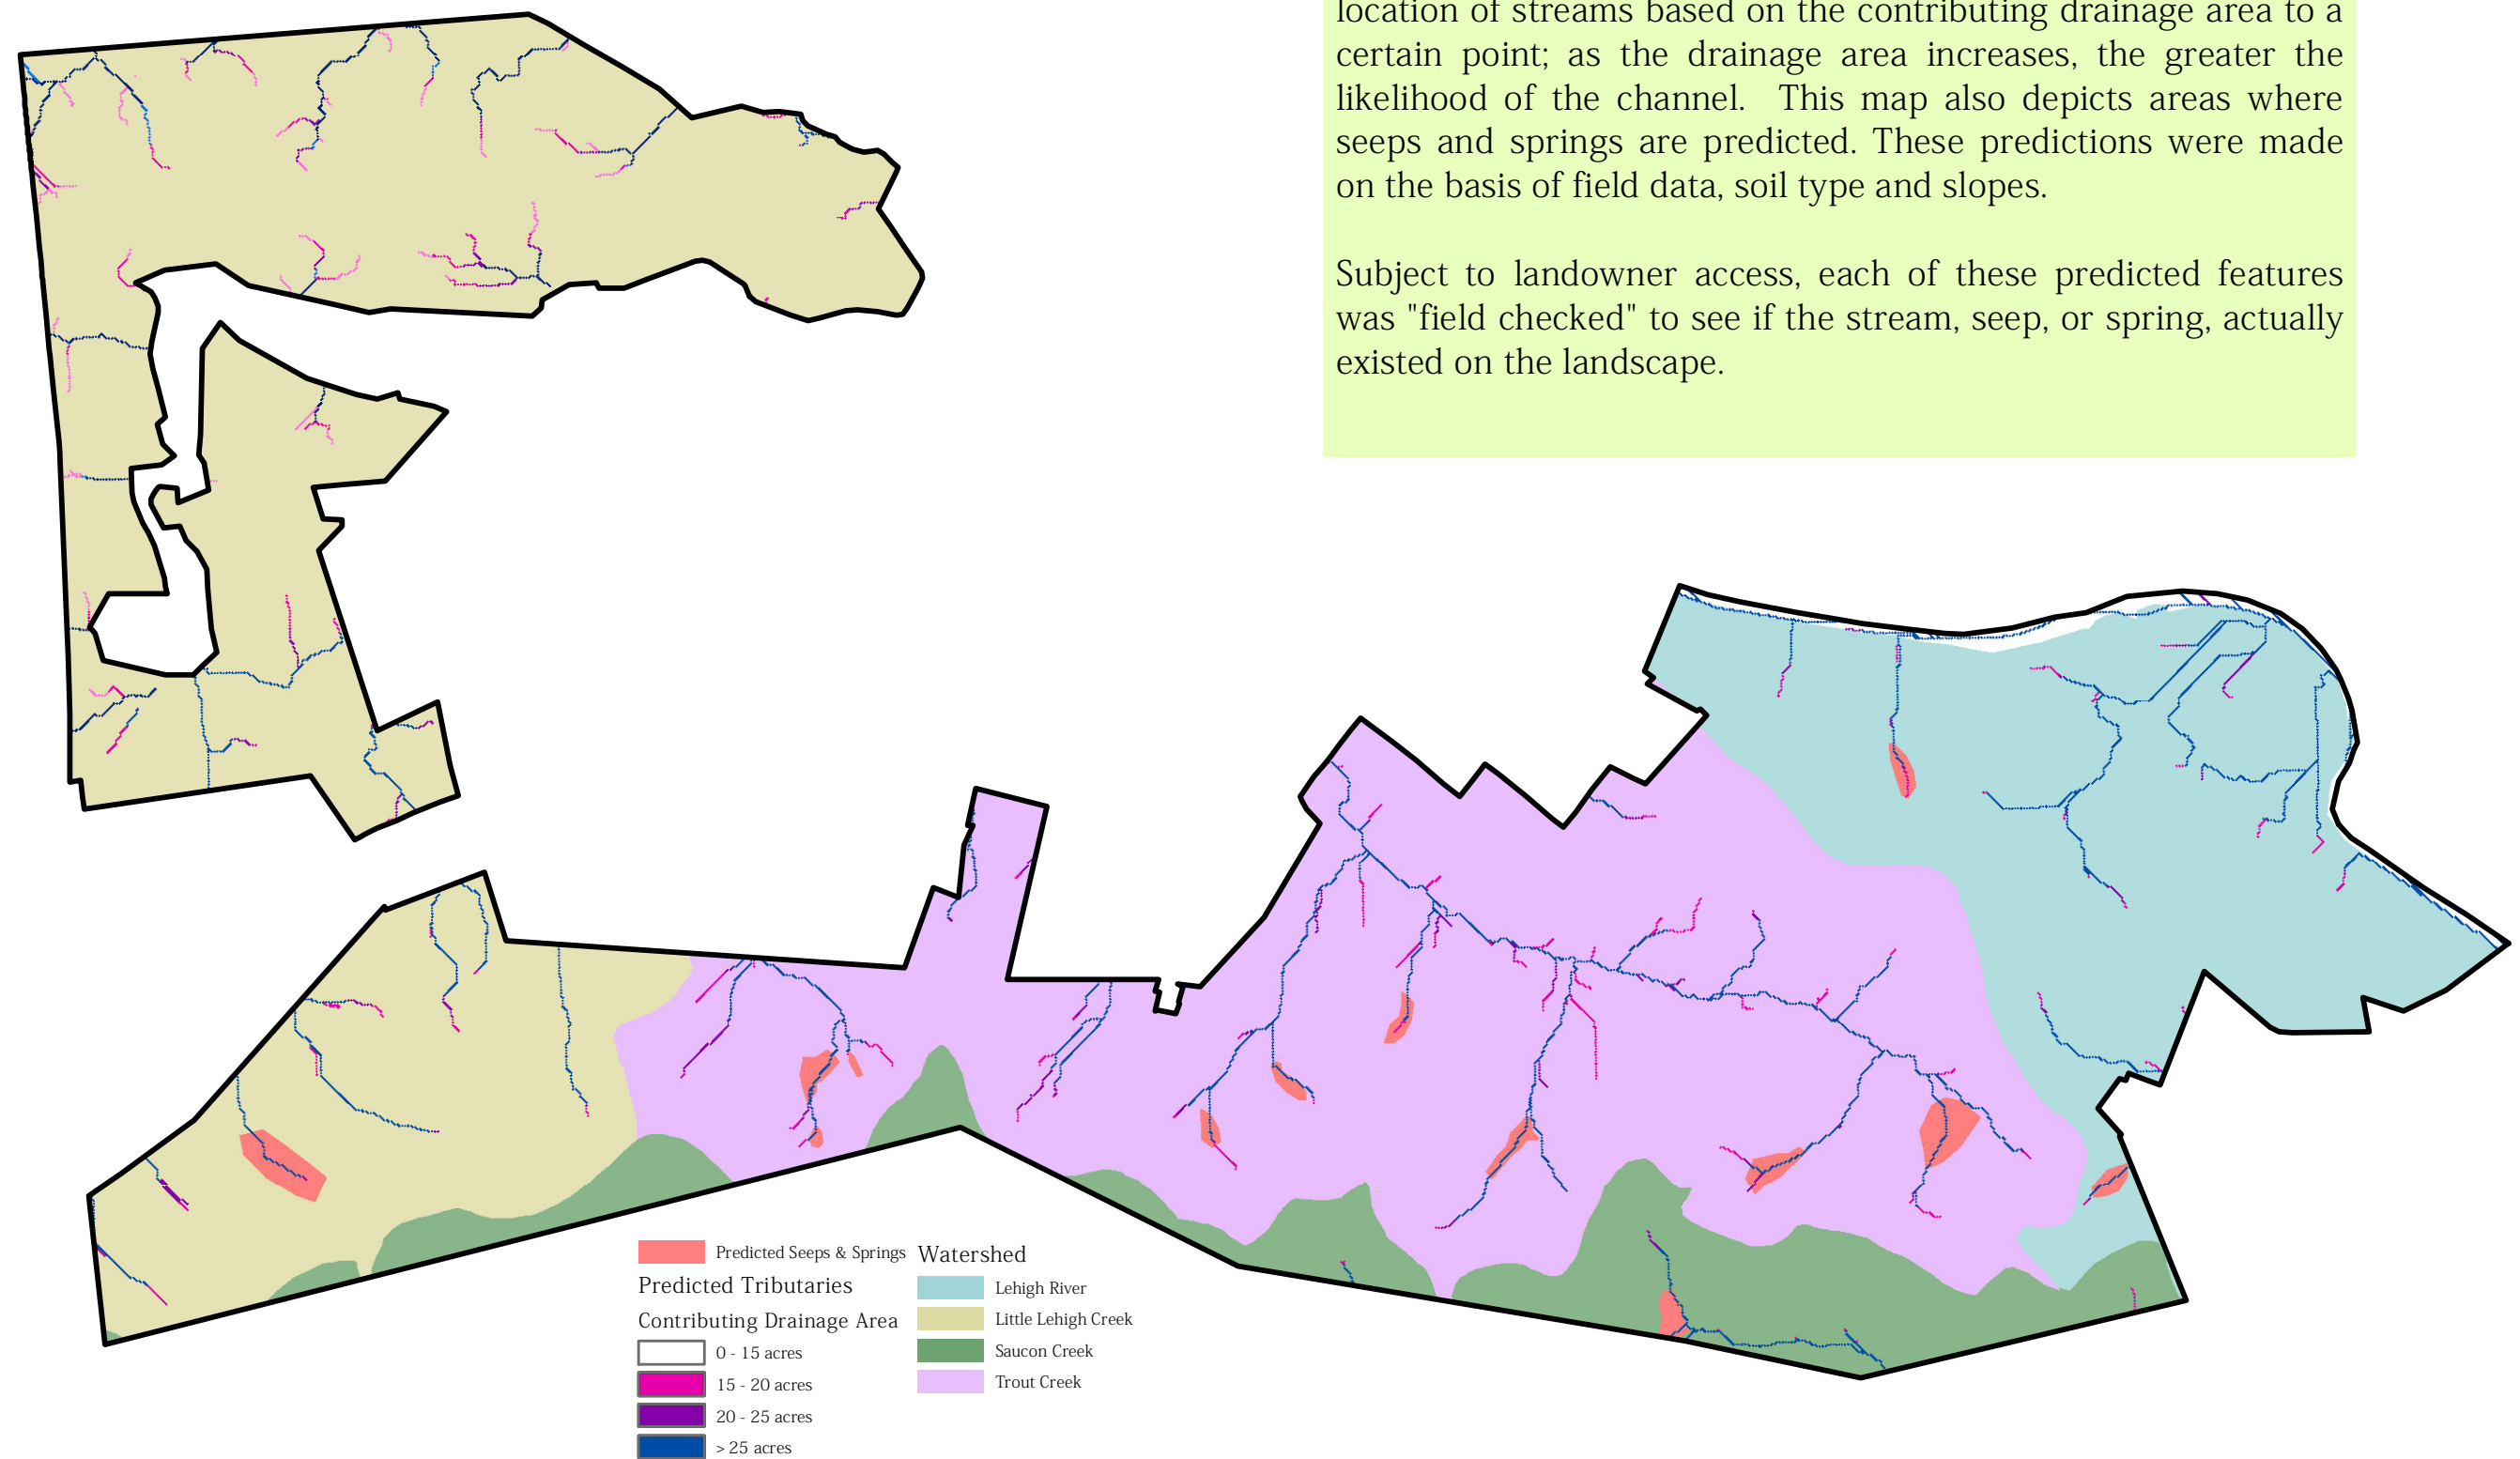 location of streams based on the contributing drainage area to a
certain point; as the drainage area increases, the greater the
likelihood of the channel. This map also depicts areas where
seeps and springs are predicted. These predictions were made
on the basis of field data, soil type and slopes.
Subject to landowner access, each of these predicted features
was "field checked" to see if the stream, seep, or spring, actually
existed on the landscape.
Predicted Seeps & Springs
Predicted Tributaries
Contributing Drainage Area
0 - 15 acres
15 - 20 acres
20 - 25 acres
> 25 acres
Watershed
Lehigh River
Little Lehigh Creek
Saucon Creek
Trout Creek